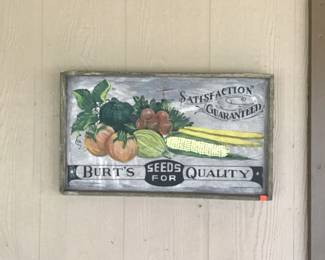 SATISFACTION
GUARANTEED
BURT'S SEEDS FOR QUALITY